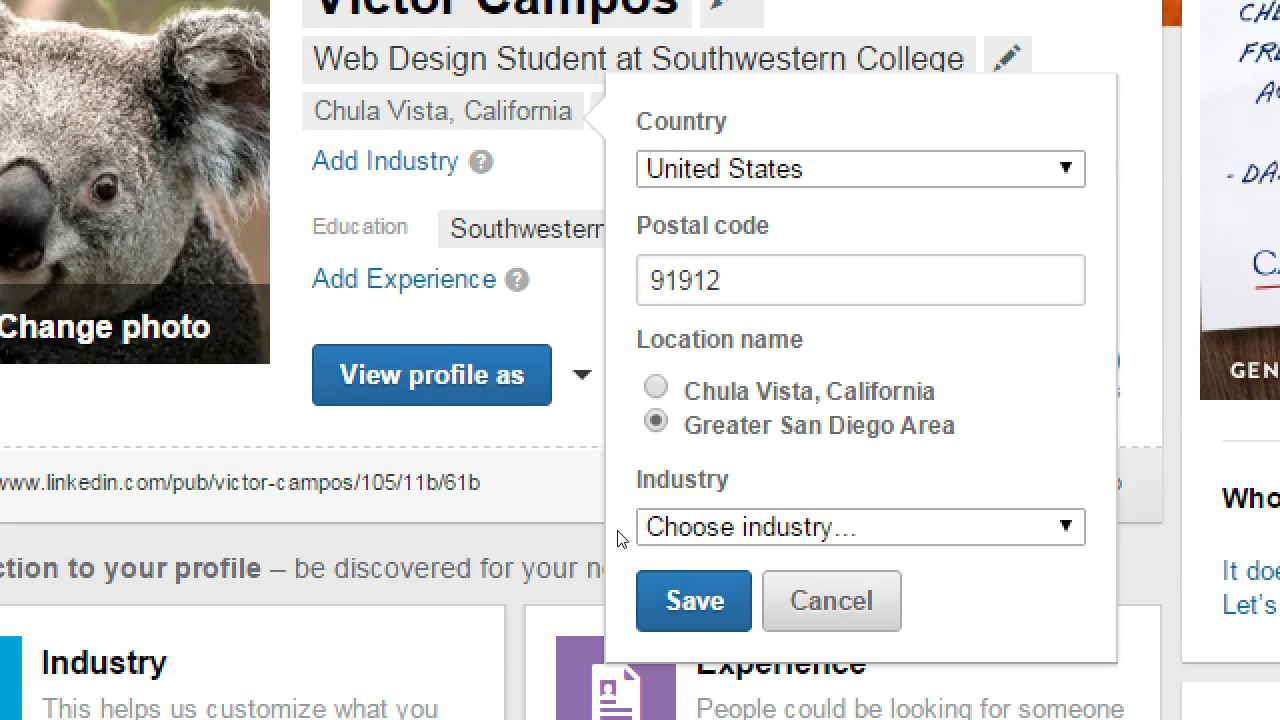 Victor Campos
Web Design Student at Southwestern College
Chula Vista, California
Add Industry ?
Education Southwestern
Add Experience ?
Change photo
View profile as
www.linkedin.com/pub/victor-campos/105/11b/61b
Country
United States
Postal code
91912
Location name
Chula Vista, California
Greater San Diego Area
Industry
Choose industry...
Save Cancel
ction to your profile – be discovered for your n
Industry
This helps us customize what you
Experience
People could be looking for someone
FR
- DA
GEN
Who
It doe
Let's